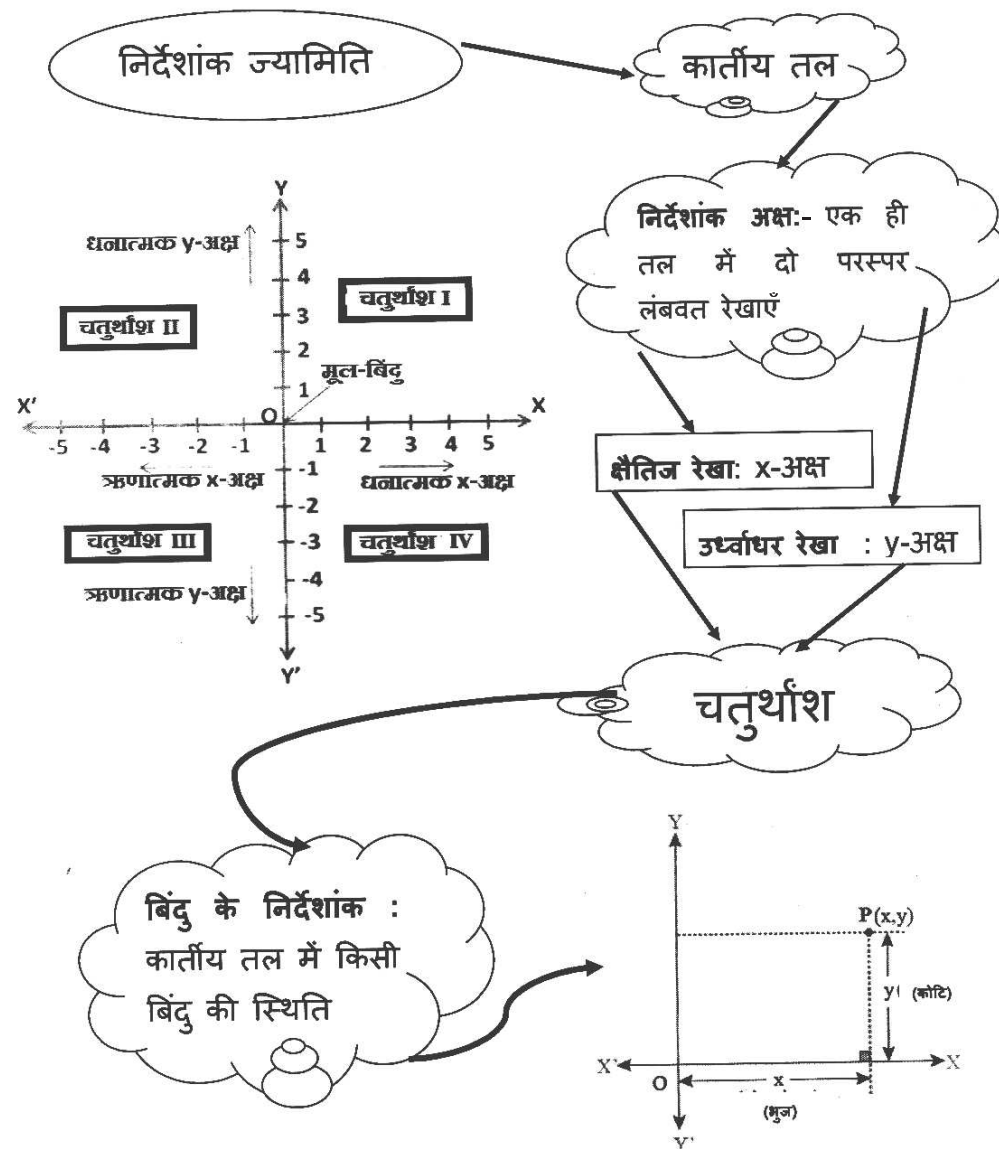 निर्देशांक ज्यामिति
कार्तीय तल
निर्देशांक अक्ष:- एक ही
तल में दो परस्पर
लंबवत रेखाएँ
Y
धनात्मक y-अक्ष
5
4
चतुर्थांश I
चतुर्थांश II
3
2
मूल-बिंदु
1
X'
O
X
-5 -4 -3 -2 -1 1 2 3 4 5
-1
ऋणात्मक x-अक्ष
धनात्मक x-अक्ष
-2
चतुर्थांश III
-3
चतुर्थांश IV
-4
ऋणात्मक y-अक्ष
-5
Y'
क्षैतिज रेखा: x-अक्ष
उर्ध्वाधर रेखा : y-अक्ष
चतुर्थांश
बिंदु के निर्देशांक :
कार्तीय तल में किसी
बिंदु की स्थिति
Y
P(x,y)
y (कोटि)
X'
X
O
x
(भुज)
Y'